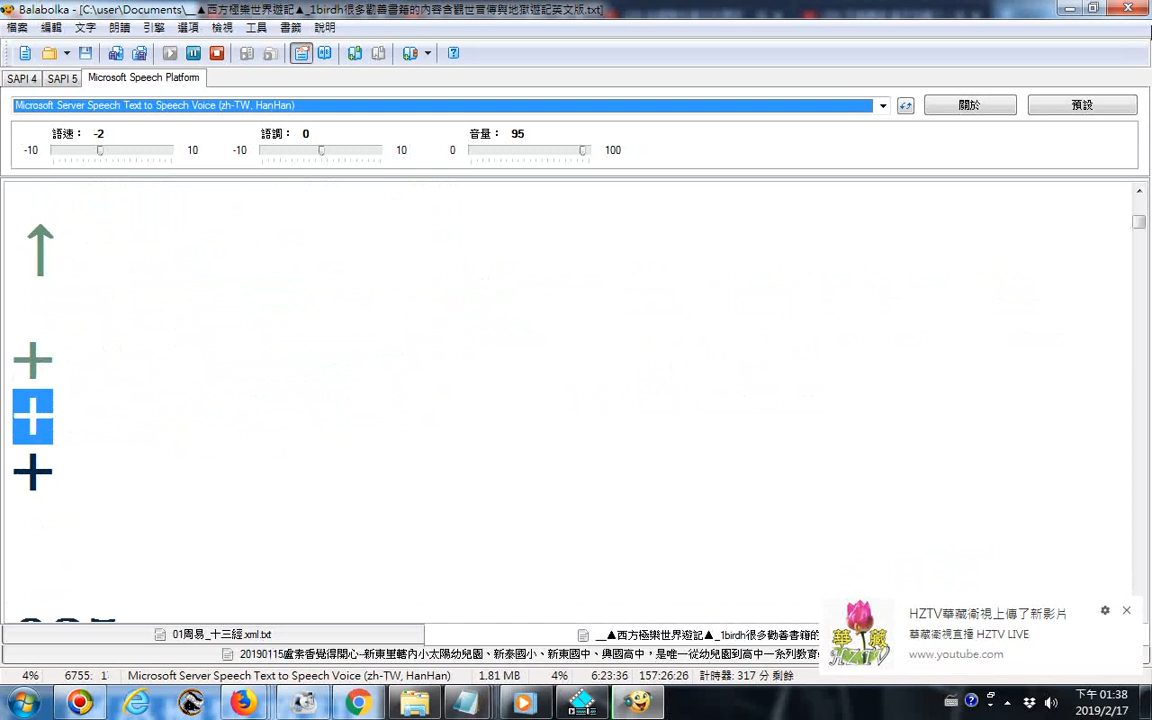 Balabolka - [C:\user\Documents\__▲西方極樂世界遊記▲_1birdh很多勸善書籍的內容含觀世宣傳與地獄遊記英文版.txt]
檔案 編輯 文字 朗讀 引擎 檢視 選項 工具 書籤 說明
SAPI 4 SAPI 5 Microsoft Speech Platform
Microsoft Server Speech Text to Speech Voice (zh-TW, HanHan)
關於 預設
語速： -2 語調： 0 音量： 95
-10 10 -10 10 0 100
↑
＋
＋
＋
01周易_十三經.xml.txt
__▲西方極樂世界遊記▲_1birdh很多勸善書籍的
20190115盧素香覺得開心--新東里轄內小太陽幼兒園、新泰國小、新東國中、興國高中，是唯一從幼兒園到高中一系列教育
HZTV華藏衛視上傳了新影片
華藏衛視直播 HZTV LIVE
www.youtube.com
華藏
HZTV
4% 6755: 1 Microsoft Server Speech Text to Speech Voice (zh-TW, HanHan) 1.81 MB 4% 6:23:36 157:26:26 計時器: 317 分 剩餘
下午 01:38
2019/2/17